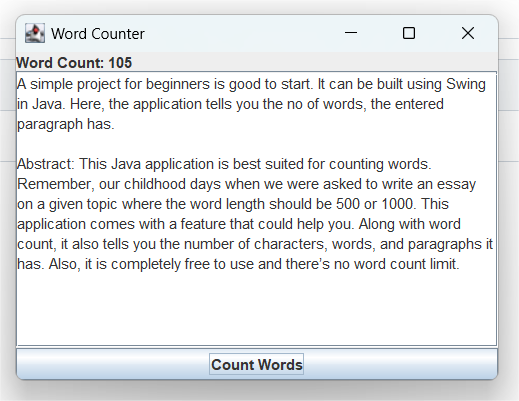 Word Counter
Word Count: 105
A simple project for beginners is good to start. It can be built using Swing
in Java. Here, the application tells you the no of words, the entered
paragraph has.
Abstract: This Java application is best suited for counting words.
Remember, our childhood days when we were asked to write an essay
on a given topic where the word length should be 500 or 1000. This
application comes with a feature that could help you. Along with word
count, it also tells you the number of characters, words, and paragraphs it
has. Also, it is completely free to use and there’s no word count limit.
Count Words